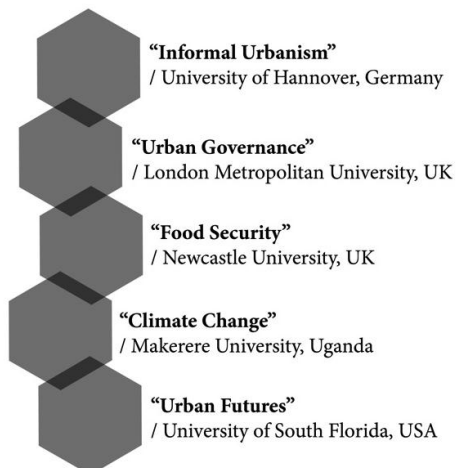 “Informal Urbanism”
/ University of Hannover, Germany
“Urban Governance”
/ London Metropolitan University, UK
“Food Security”
/ Newcastle University, UK
“Climate Change”
/ Makerere University, Uganda
“Urban Futures”
/ University of South Florida, USA